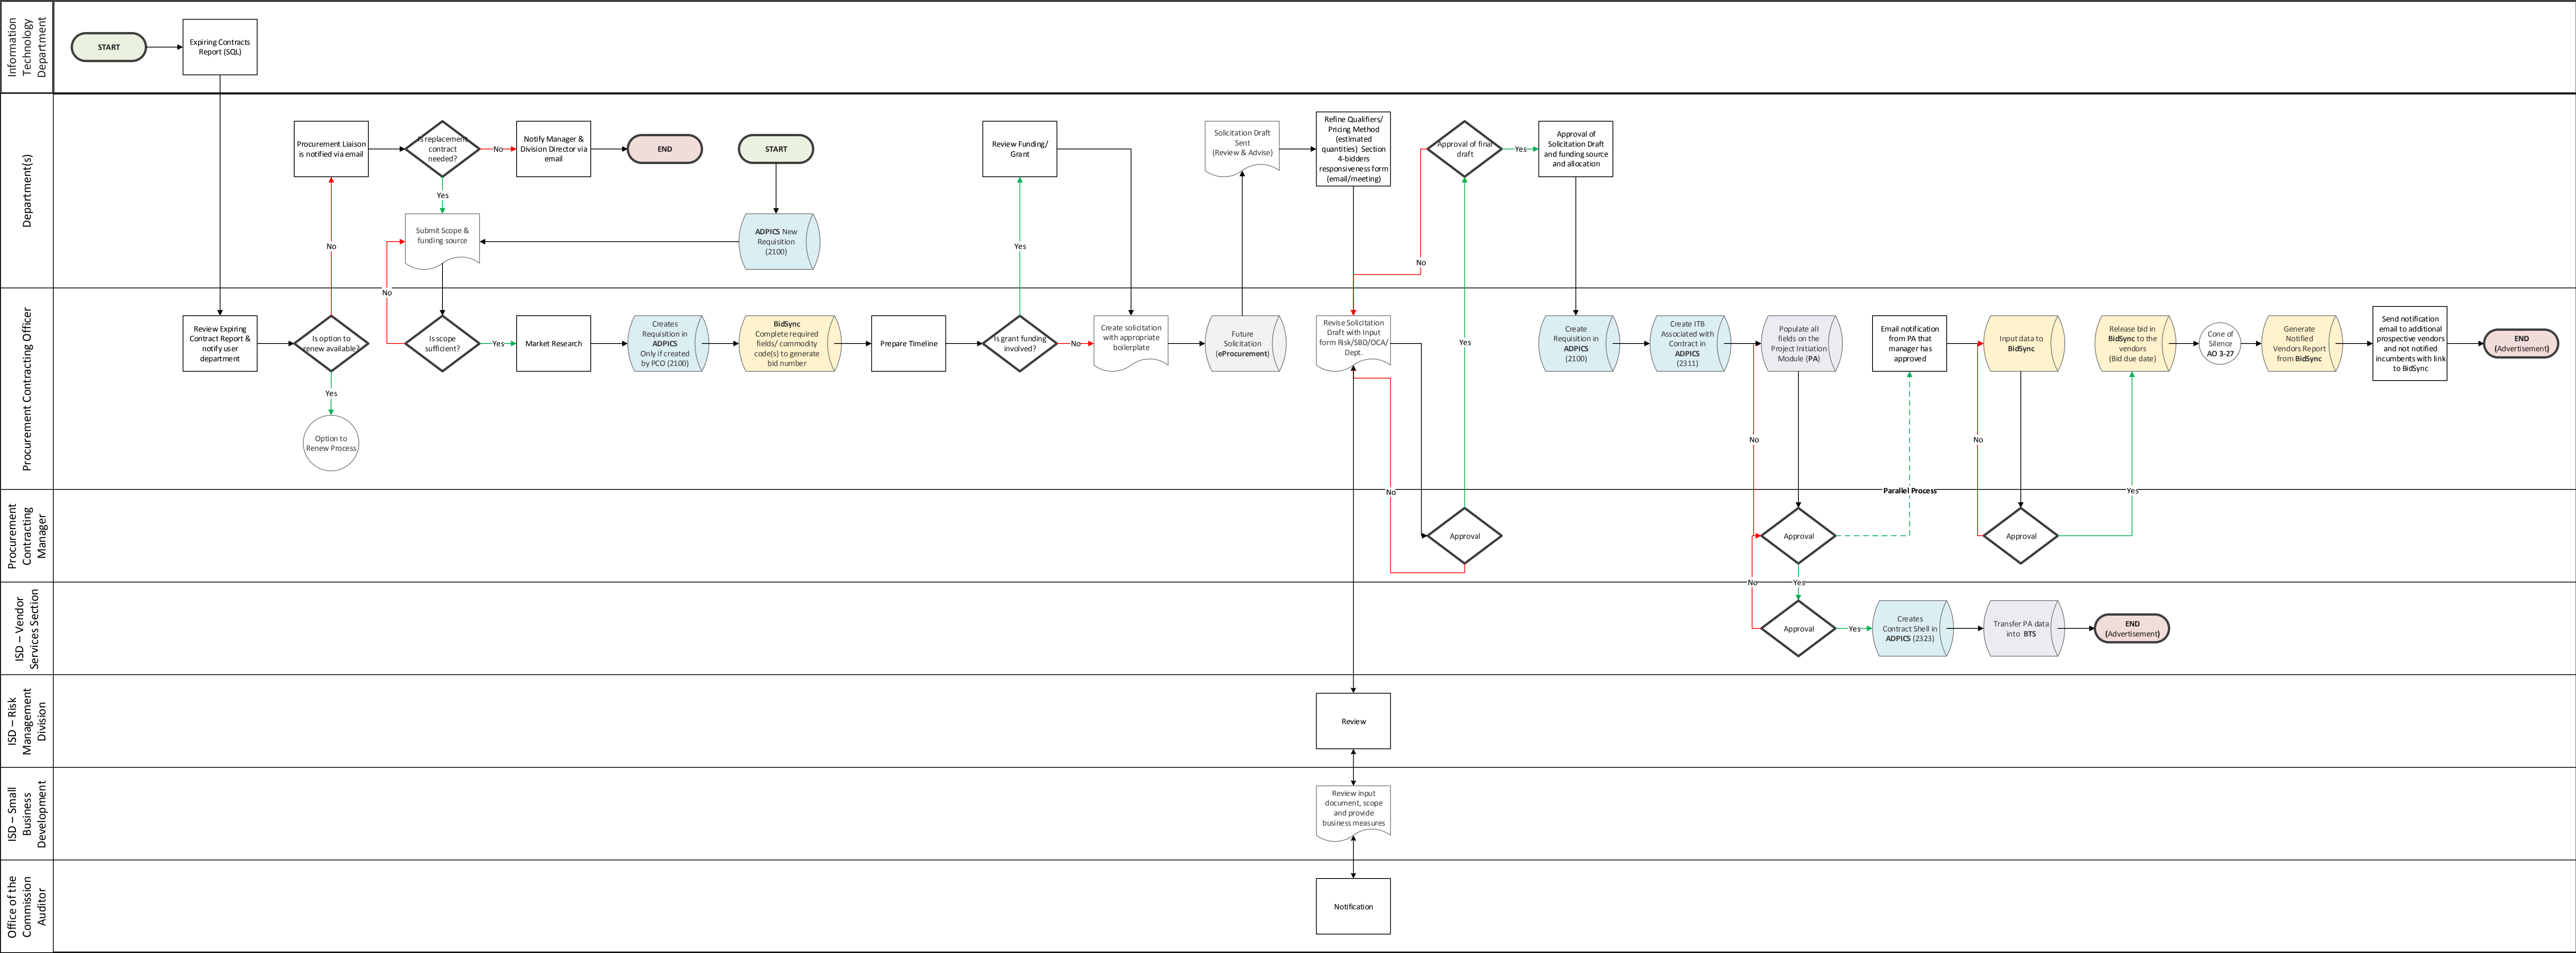 Information
Technology
Department
START
Expiring Contracts
Report (SQL)
Department(s)
Procurement Liaison
is notified via email
Is replacement
contract
needed?
No
Notify Manager &
Division Director via
email
END
START
Yes
No
Submit Scope &
funding source
ADPICS New
Requisition
(2100)
No
Review Funding/
Grant
Yes
Solicitation Draft
Sent
(Review & Advise)
Refine Qualifiers/
Pricing Method
(estimated
quantities) Section
4-bidders
responsiveness form
(email/meeting)
No
Approval of final
draft
Yes
Approval of
Solicitation Draft
and funding source
and allocation
Procurement Contracting Officer
Review Expiring
Contract Report &
notify user
department
Is option to
renew available?
Yes
Option to
Renew Process
Is scope
sufficient?
Yes
Market Research
Creates
Requisition in
ADPICS
Only if created
by PCO (2100)
BidSync
Complete required
fields/ commodity
code(s) to generate
bid number
Prepare Timeline
Is grant funding
involved?
No
Create solicitation
with appropriate
boilerplate
Future
Solicitation
(eProcurement)
Revise Solicitation
Draft with Input
form Risk/SBD/OCA/
Dept.
Yes
Create
Requisition in
ADPICS
(2100)
Create ITB
Associated with
Contract in
ADPICS
(2311)
Populate all
fields on the
Project Initiation
Module (PA)
No
Email notification
from PA that
manager has
approved
Parallel Process
Input data to
BidSync
No
Release bid in
BidSync to the
vendors
(Bid due date)
Yes
Cone of
Silence
AO 3-27
Generate
Notified
Vendors Report
from BidSync
Send notification
email to additional
prospective vendors
and not notified
incumbents with link
to BidSync
END
(Advertisement)
Procurement
Contracting
Manager
No
Approval
Approval
Approval
No
Yes
ISD – Vendor
Services Section
Approval
Yes
Creates
Contract Shell in
ADPICS (2323)
Transfer PA data
into BTS
END
(Advertisement)
ISD – Risk
Management
Division
Review
ISD – Small
Business
Development
Review input
document, scope
and provide
business measures
Office of the
Commission
Auditor
Notification